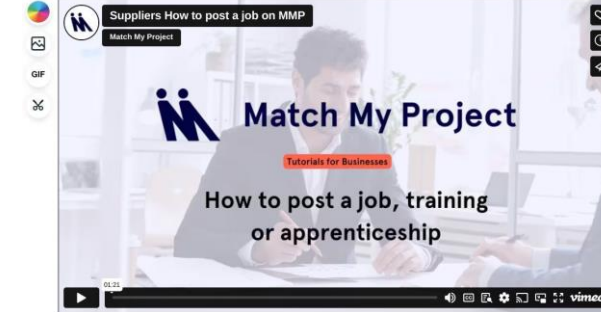 Suppliers How to post a job on MMP
Match My Project
GIF
Match My Project
Tutorials for Businesses
How to post a job, training
or apprenticeship
01:21
CC
vimeo